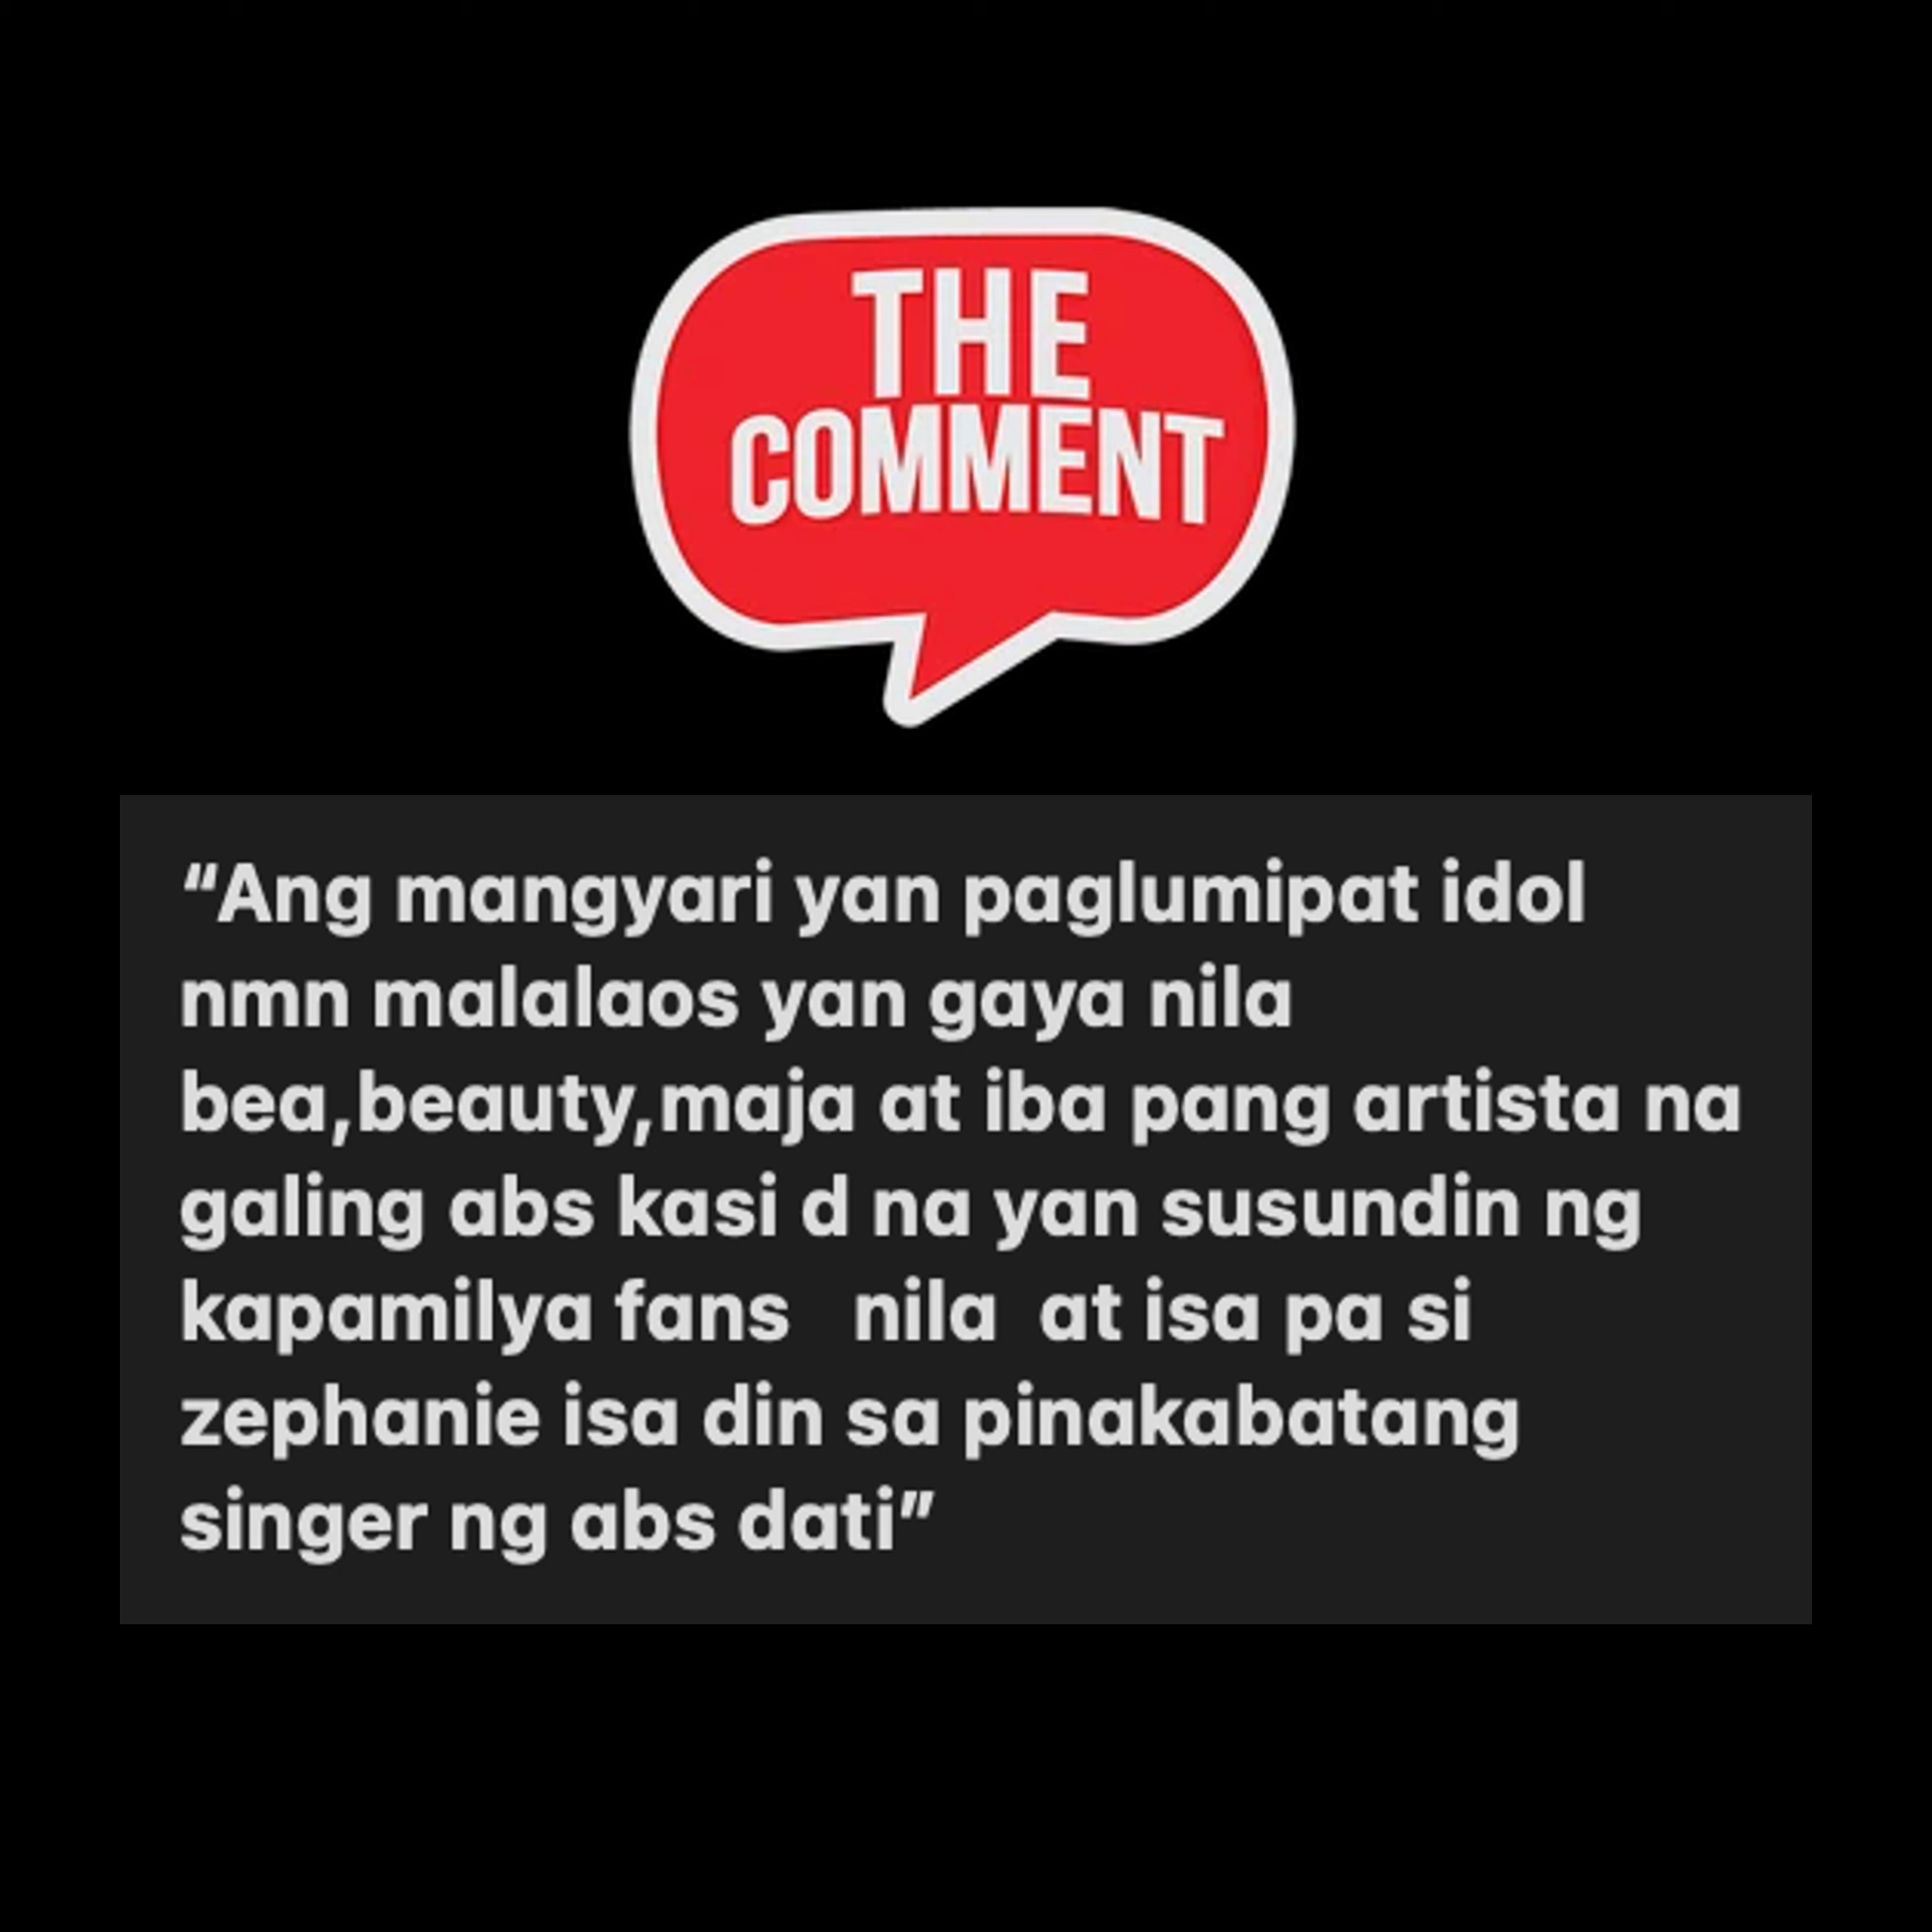 THE
COMMENT
“Ang mangyari yan paglumipat idol
nmn malalaos yan gaya nila
bea,beauty,maja at iba pang artista na
galing abs kasi d na yan susundin ng
kapamilya fans   nila  at isa pa si
zephanie isa din sa pinakabatang
singer ng abs dati”